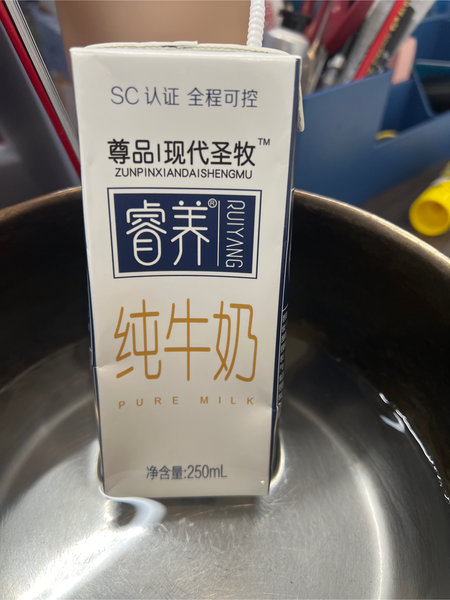 SC 认证 全程可控
尊品|现代圣牧™
ZUNPINXIANDAISHENGMU
睿养®
RUIYANG
纯牛奶
PURE MILK
净含量:250mL